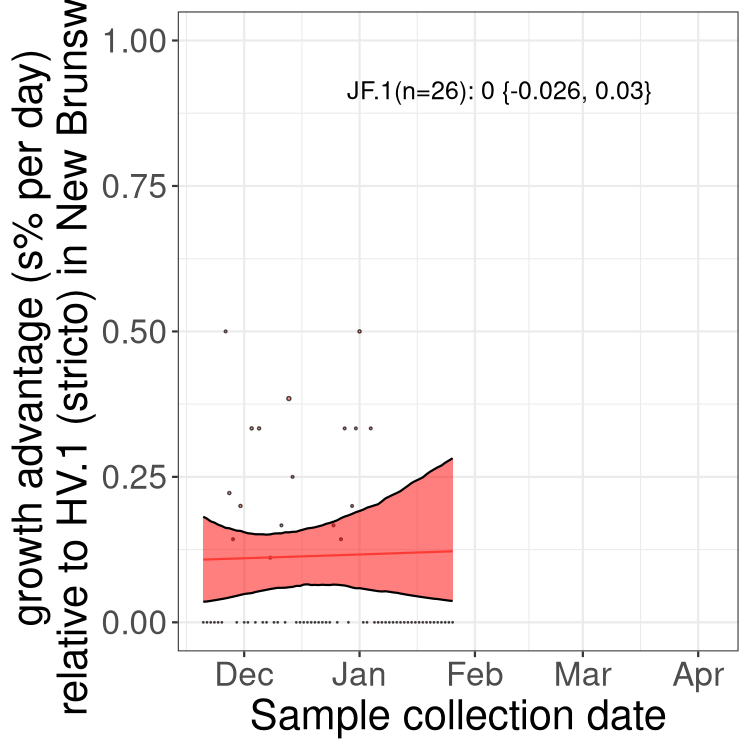 growth advantage (s% per day)
relative to HV.1 (stricto) in New Brunsw
1.00
0.75
0.50
0.25
0.00
JF.1(n=26): 0 {-0.026, 0.03}
Dec Jan Feb Mar Apr
Sample collection date